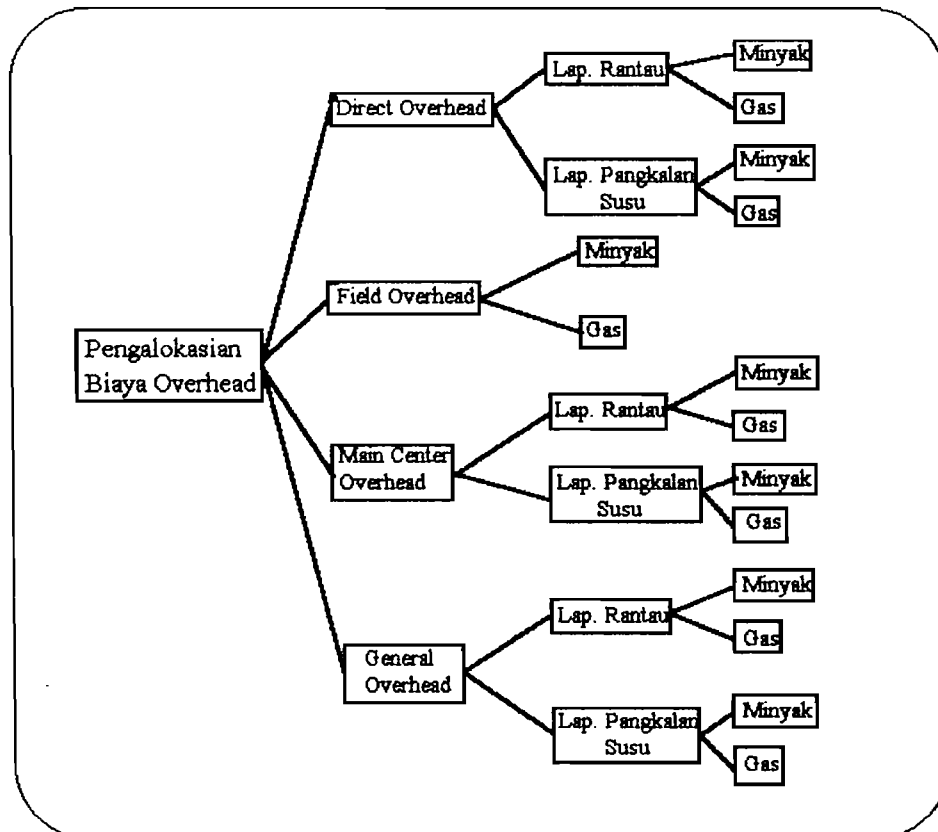 Pengalokasian
Biaya Overhead
Direct Overhead
Lap. Rantau
Minyak
Gas
Lap. Pangkalan
Susu
Minyak
Gas
Field Overhead
Minyak
Gas
Main Center
Overhead
Lap. Rantau
Minyak
Gas
Lap. Pangkalan
Susu
Minyak
Gas
General
Overhead
Lap. Rantau
Minyak
Gas
Lap. Pangkalan
Susu
Minyak
Gas